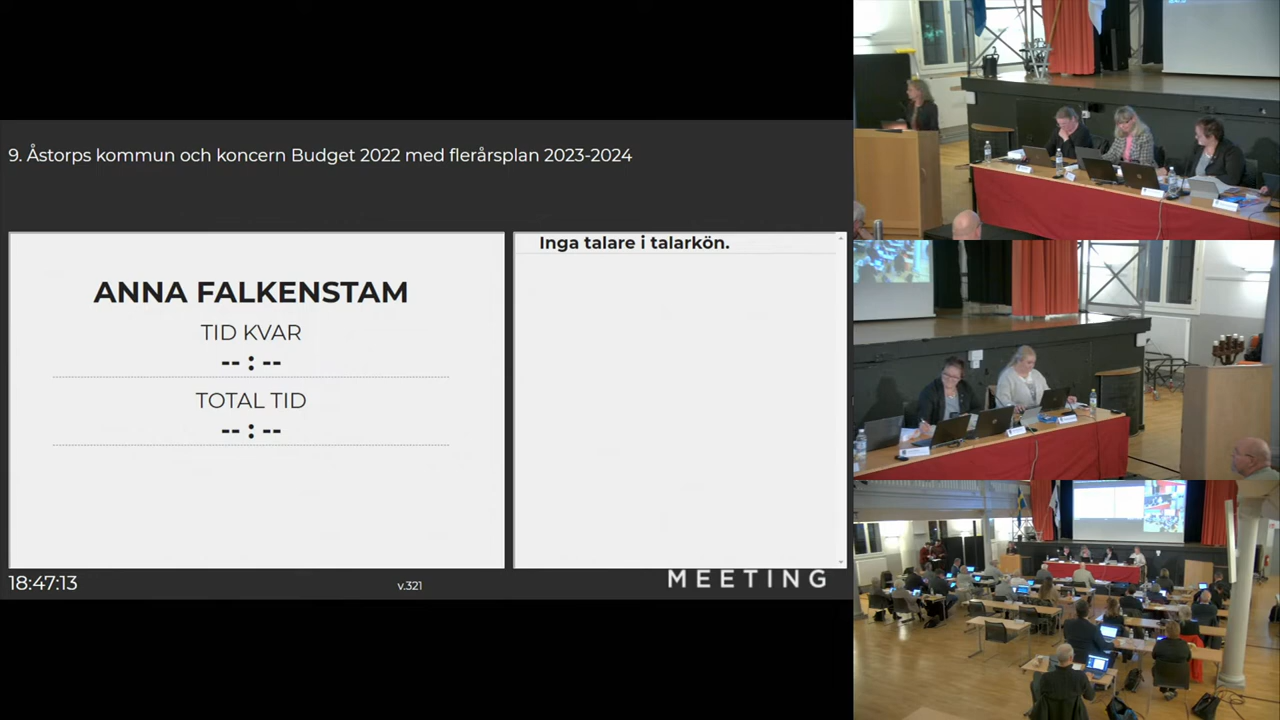 9. Åstorps kommun och koncern Budget 2022 med flerårsplan 2023-2024
ANNA FALKENSTAM
TID KVAR
-- : --
TOTAL TID
-- : --
Inga talare i talarkön.
18:47:13
v.321
MEETING